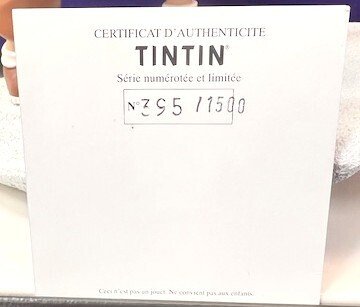 CERTIFICAT D'AUTHENTICITE
TINTIN®
Série numérotée et limitée
N° 395 /1500
Ceci n'est pas un jouet. Ne convient pas aux enfants.